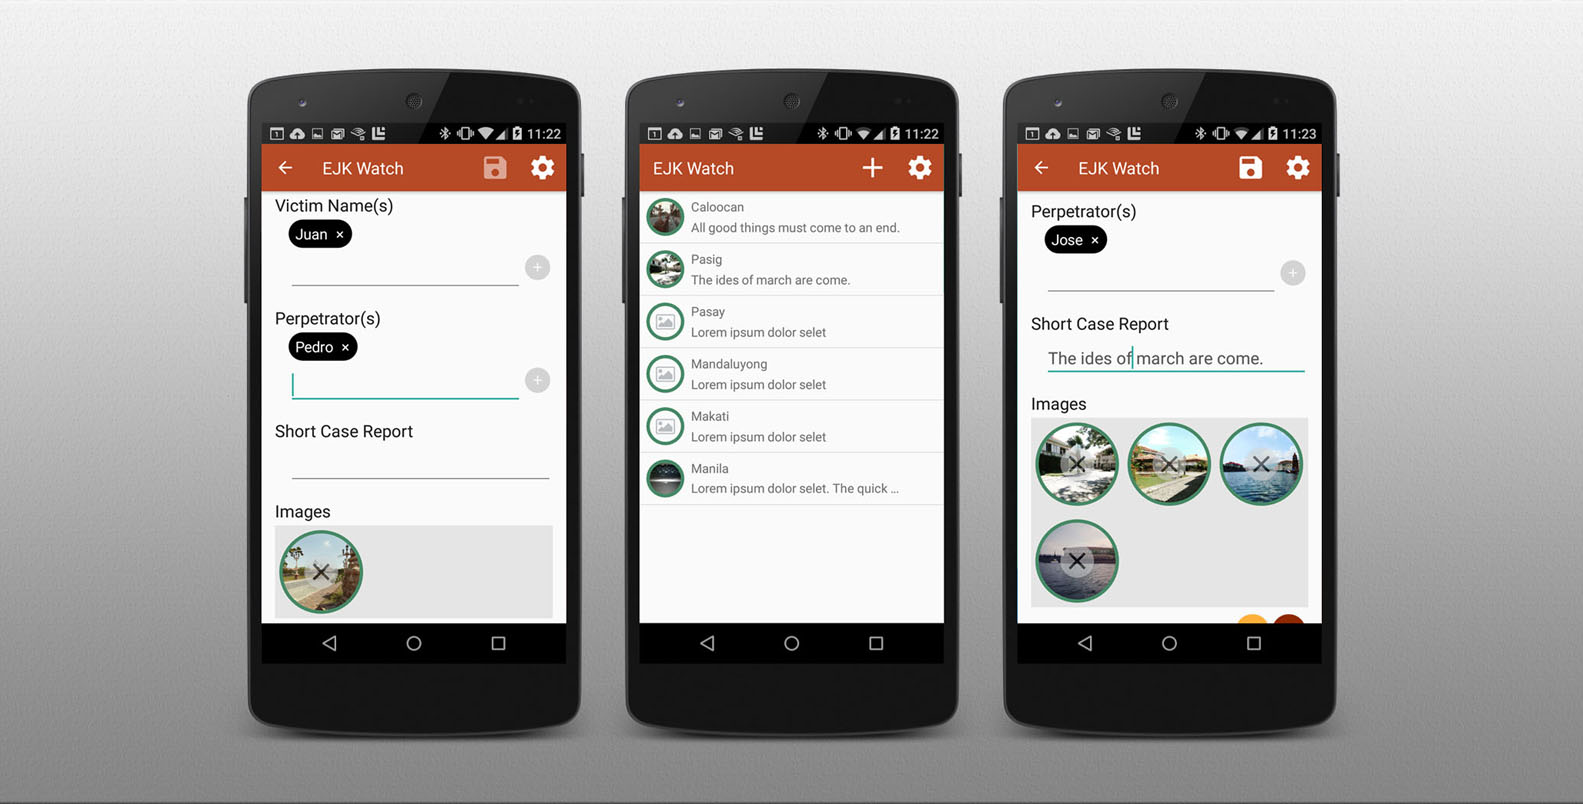 11:22
EJK Watch
Victim Name(s)
Juan ×
Perpetrator(s)
Pedro ×
Short Case Report
Images
11:22
EJK Watch
Caloocan
All good things must come to an end.
Pasig
The ides of march are come.
Pasay
Lorem ipsum dolor selet
Mandaluyong
Lorem ipsum dolor selet
Makati
Lorem ipsum dolor selet
Manila
Lorem ipsum dolor selet. The quick ...
11:23
EJK Watch
Perpetrator(s)
Jose ×
Short Case Report
The ides of march are come.
Images